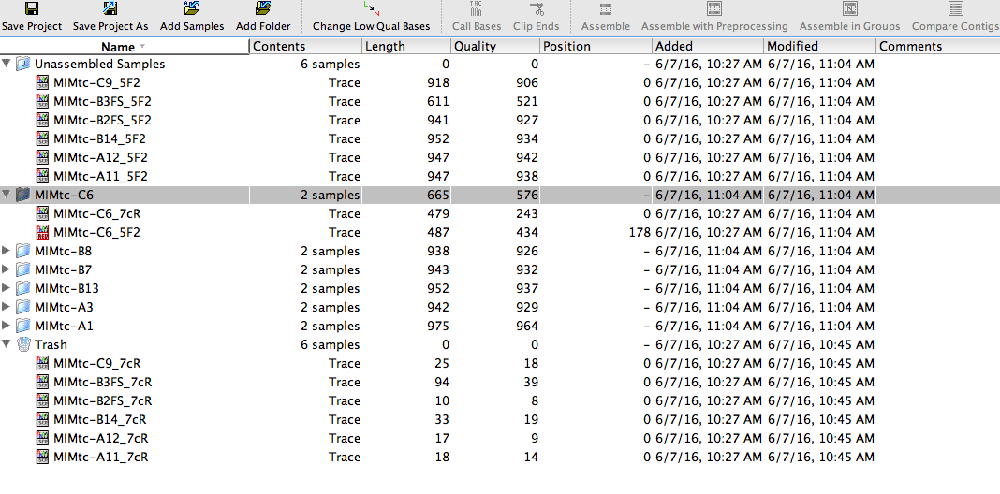 Save Project Save Project As Add Samples Add Folder Change Low Qual Bases Call Bases Clip Ends Assemble Assemble with Preprocessing Assemble in Groups Compare Contigs
Name Contents Length Quality Position Added Modified Comments
Unassembled Samples 6 samples 0 0 – 6/7/16, 10:27 AM 6/7/16, 11:04 AM
MIMtc-C9_5F2 Trace 918 906 0 6/7/16, 10:27 AM 6/7/16, 11:04 AM
MIMtc-B3FS_5F2 Trace 611 521 0 6/7/16, 10:27 AM 6/7/16, 11:04 AM
MIMtc-B2FS_5F2 Trace 941 927 0 6/7/16, 10:27 AM 6/7/16, 11:04 AM
MIMtc-B14_5F2 Trace 952 934 0 6/7/16, 10:27 AM 6/7/16, 11:04 AM
MIMtc-A12_5F2 Trace 947 942 0 6/7/16, 10:27 AM 6/7/16, 11:04 AM
MIMtc-A11_5F2 Trace 947 938 0 6/7/16, 10:27 AM 6/7/16, 11:04 AM
MIMtc-C6 2 samples 665 576 – 6/7/16, 11:04 AM 6/7/16, 11:04 AM
MIMtc-C6_7cR Trace 479 243 0 6/7/16, 10:27 AM 6/7/16, 11:04 AM
MIMtc-C6_5F2 Trace 487 434 178 6/7/16, 10:27 AM 6/7/16, 11:04 AM
MIMtc-B8 2 samples 938 926 – 6/7/16, 11:04 AM 6/7/16, 11:04 AM
MIMtc-B7 2 samples 943 932 – 6/7/16, 11:04 AM 6/7/16, 11:04 AM
MIMtc-B13 2 samples 952 937 – 6/7/16, 11:04 AM 6/7/16, 11:04 AM
MIMtc-A3 2 samples 942 929 – 6/7/16, 11:04 AM 6/7/16, 11:04 AM
MIMtc-A1 2 samples 975 964 – 6/7/16, 11:04 AM 6/7/16, 11:04 AM
Trash 6 samples 0 0 – 6/7/16, 10:27 AM 6/7/16, 10:45 AM
MIMtc-C9_7cR Trace 25 18 0 6/7/16, 10:27 AM 6/7/16, 10:45 AM
MIMtc-B3FS_7cR Trace 94 39 0 6/7/16, 10:27 AM 6/7/16, 10:45 AM
MIMtc-B2FS_7cR Trace 10 8 0 6/7/16, 10:27 AM 6/7/16, 10:45 AM
MIMtc-B14_7cR Trace 33 19 0 6/7/16, 10:27 AM 6/7/16, 10:45 AM
MIMtc-A12_7cR Trace 17 9 0 6/7/16, 10:27 AM 6/7/16, 10:45 AM
MIMtc-A11_7cR Trace 18 14 0 6/7/16, 10:27 AM 6/7/16, 10:45 AM